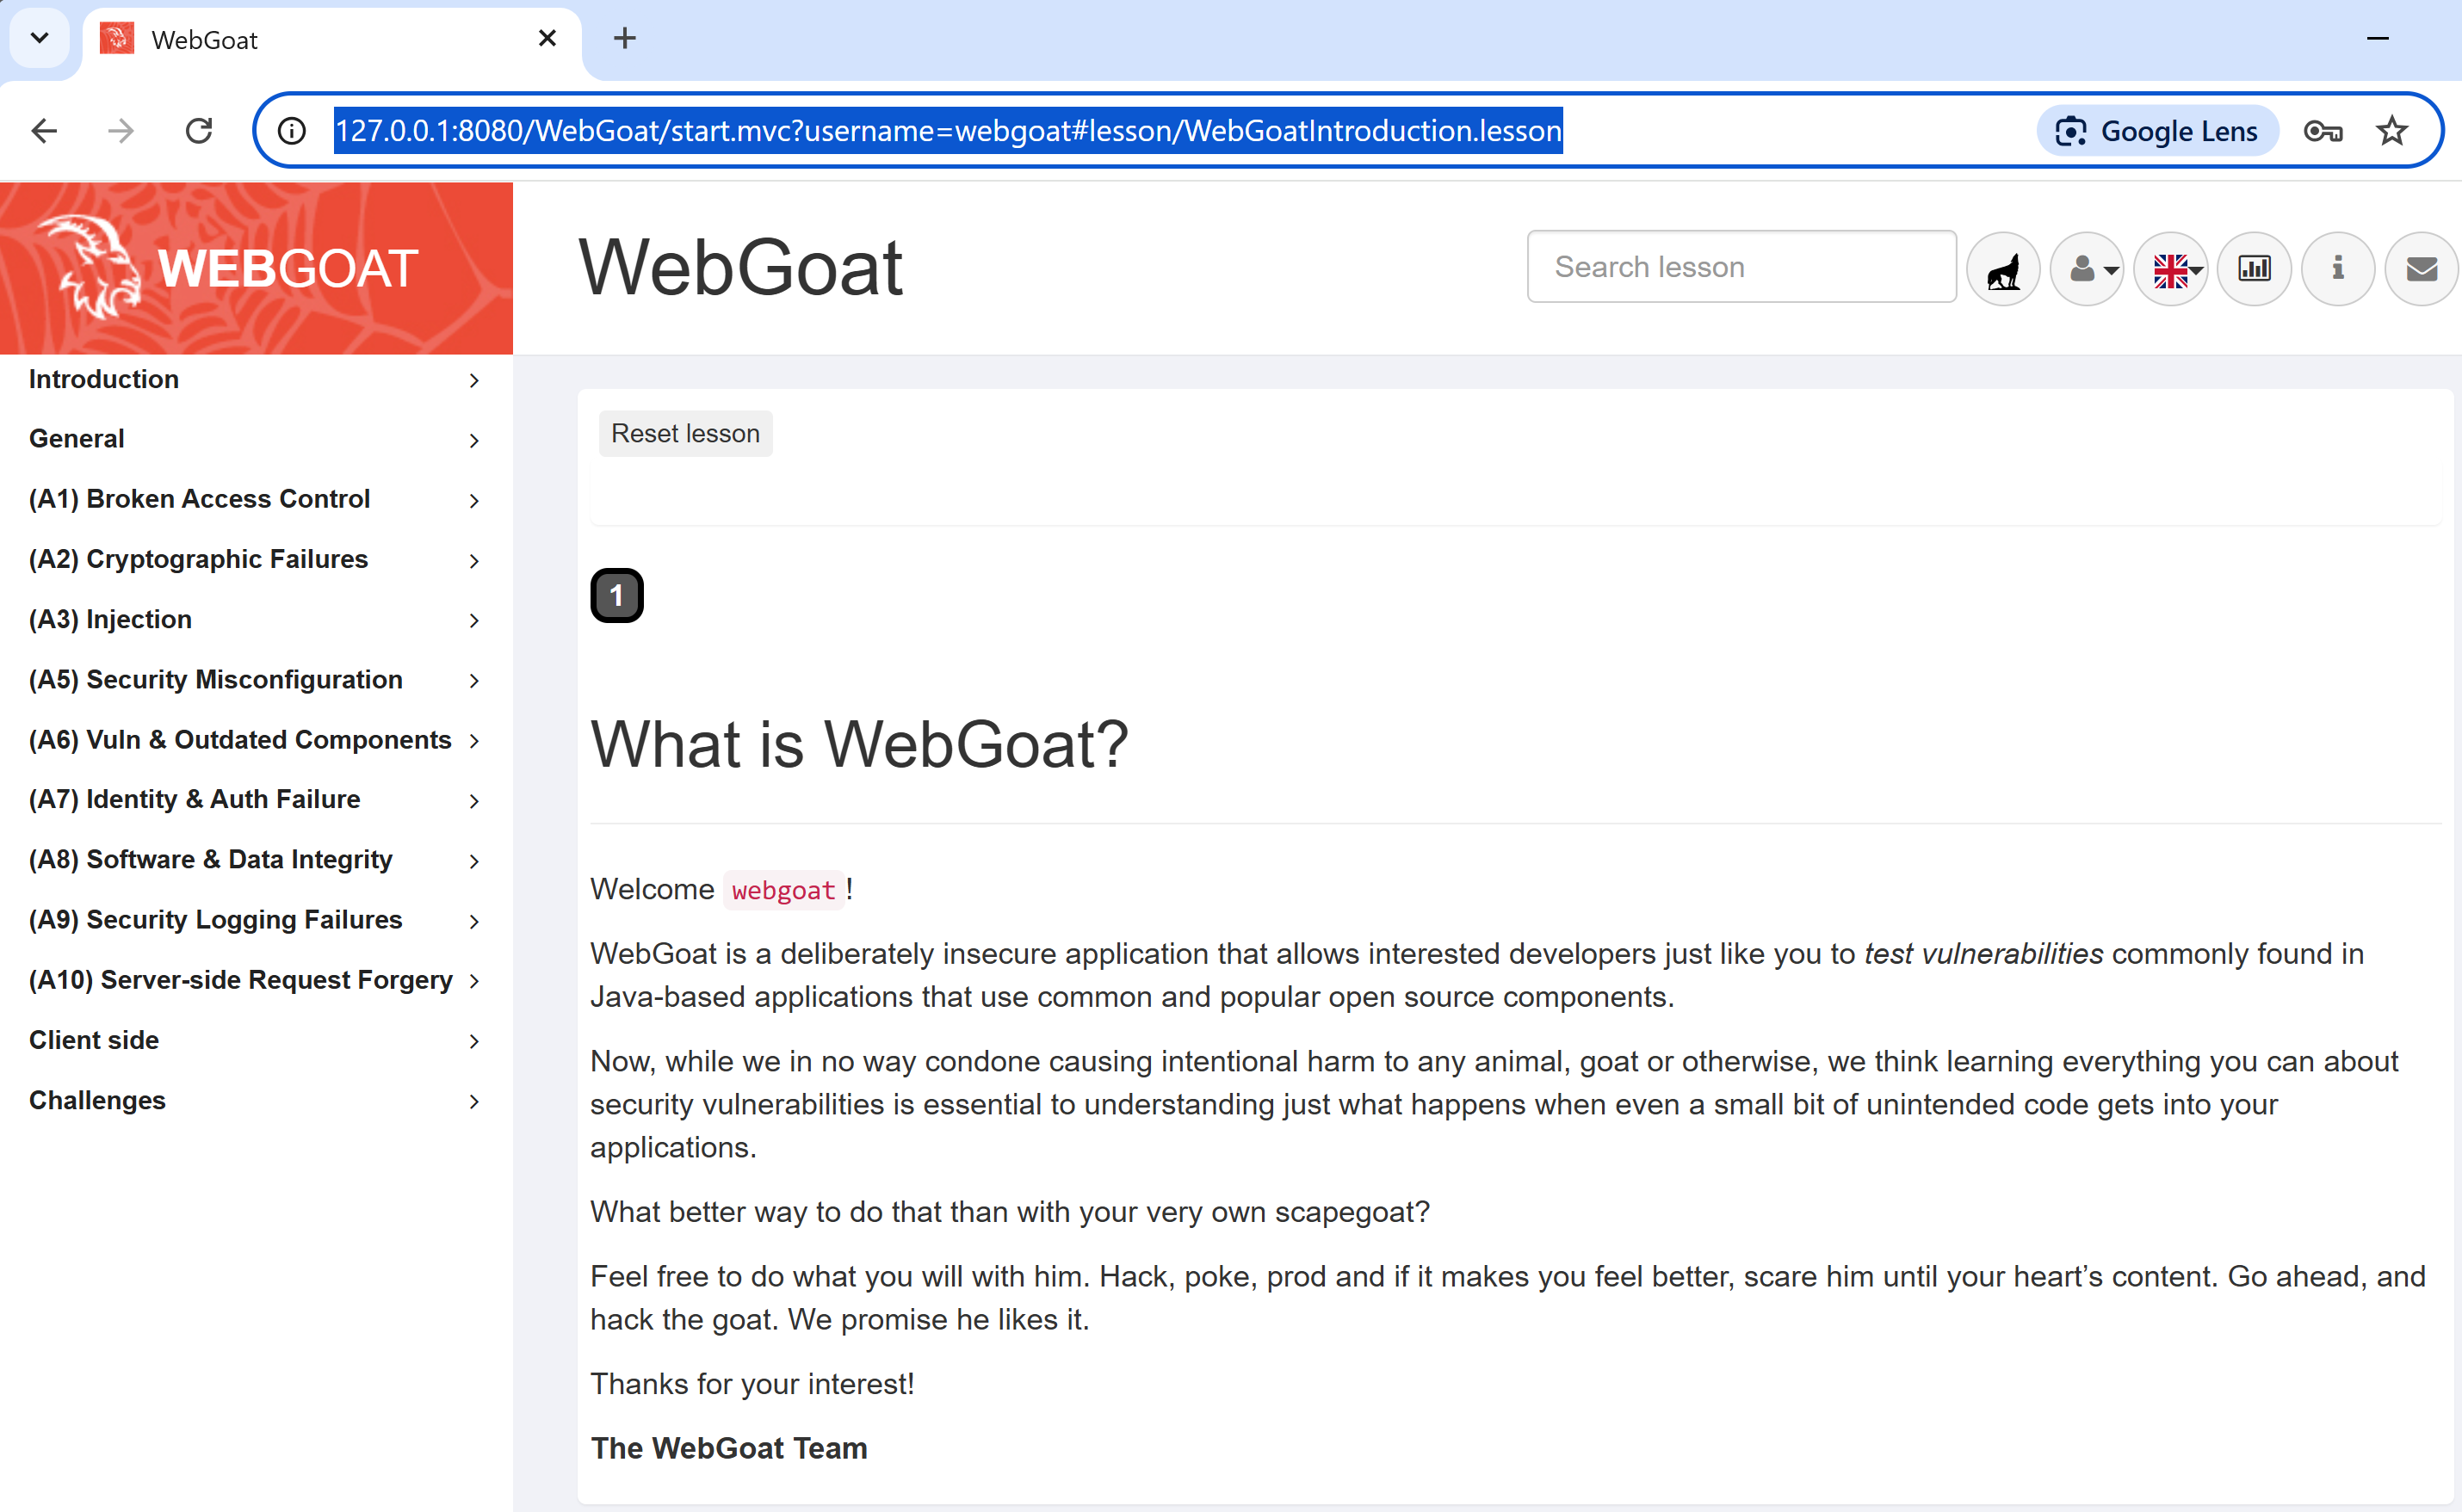 WebGoat
127.0.0.1:8080/WebGoat/start.mvc?username=webgoat#lesson/WebGoatIntroduction.lesson
Google Lens
WEBGOAT
WebGoat
Search lesson
Introduction
General
(A1) Broken Access Control
(A2) Cryptographic Failures
(A3) Injection
(A5) Security Misconfiguration
(A6) Vuln & Outdated Components
(A7) Identity & Auth Failure
(A8) Software & Data Integrity
(A9) Security Logging Failures
(A10) Server-side Request Forgery
Client side
Challenges
Reset lesson
1
What is WebGoat?
Welcome webgoat!
WebGoat is a deliberately insecure application that allows interested developers just like you to test vulnerabilities commonly found in
Java-based applications that use common and popular open source components.
Now, while we in no way condone causing intentional harm to any animal, goat or otherwise, we think learning everything you can about
security vulnerabilities is essential to understanding just what happens when even a small bit of unintended code gets into your
applications.
What better way to do that than with your very own scapegoat?
Feel free to do what you will with him. Hack, poke, prod and if it makes you feel better, scare him until your heart’s content. Go ahead, and
hack the goat. We promise he likes it.
Thanks for your interest!
The WebGoat Team